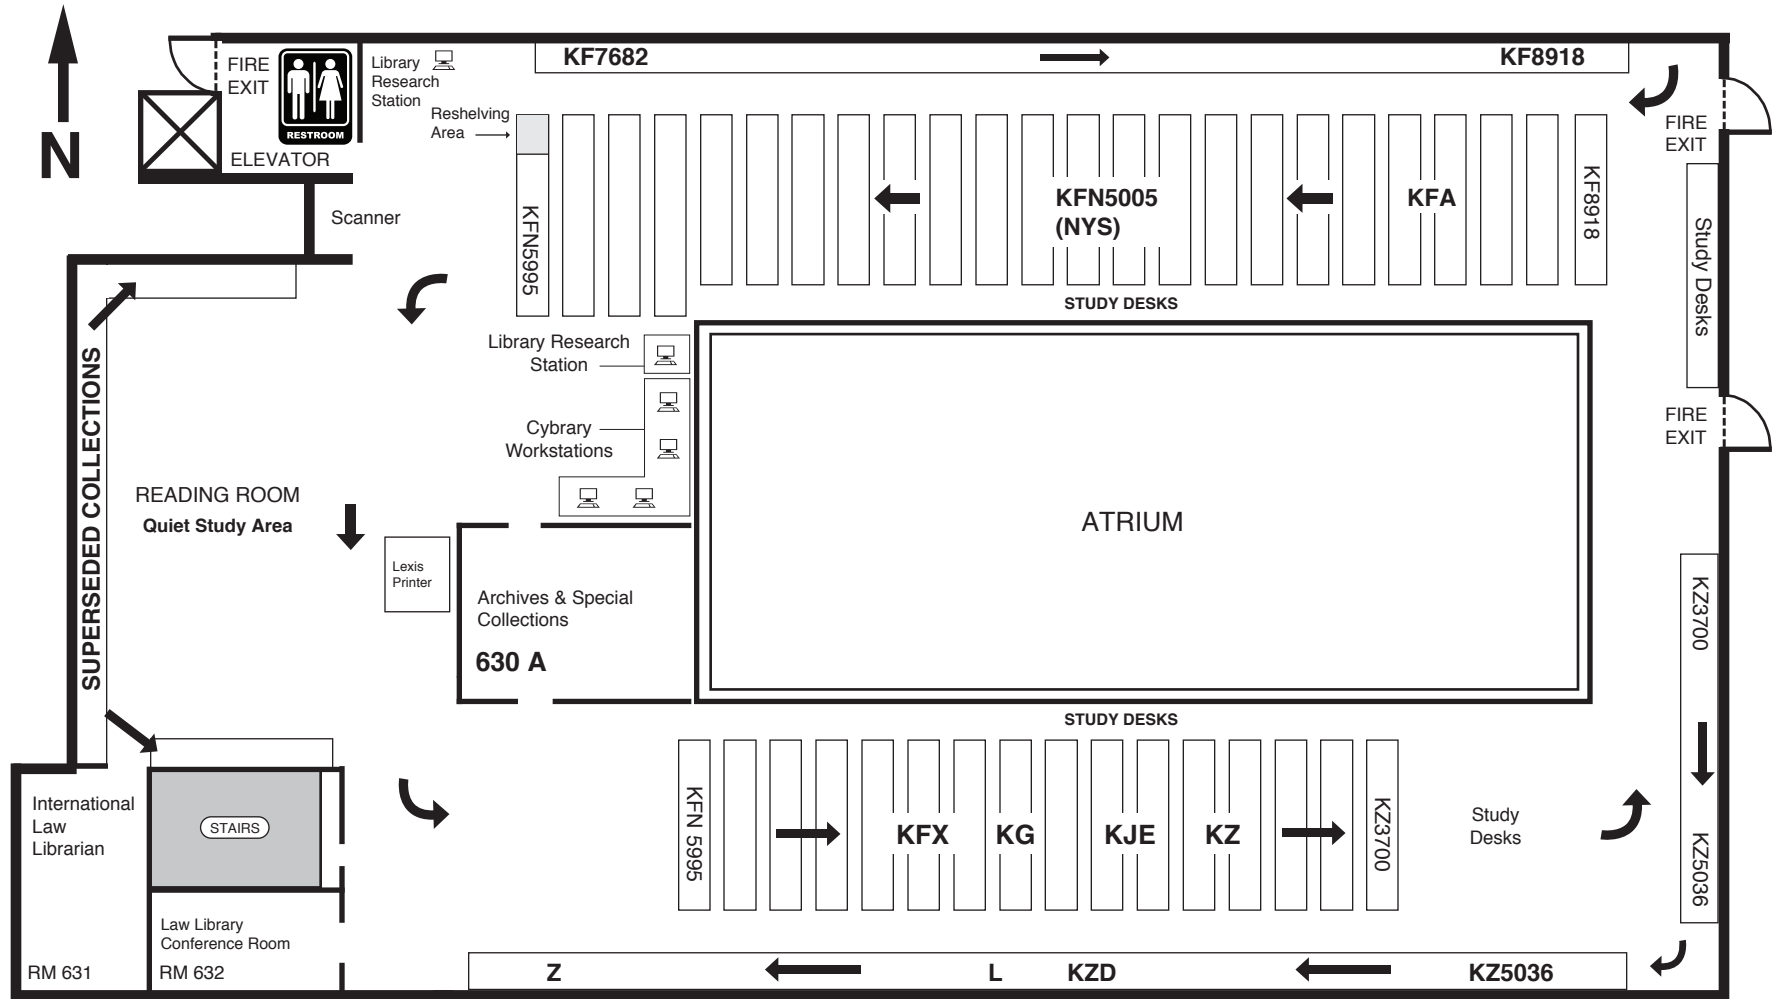 N
FIRE
EXIT
RESTROOM
ELEVATOR
Library
Research
Station
Reshelving
Area
Scanner
KF7682
KF8918
FIRE
EXIT
KFN5995
KFN5005
(NYS)
KFA
KF8918
Study Desks
STUDY DESKS
Library Research
Station
Cybrary
Workstations
FIRE
EXIT
SUPERSEDED COLLECTIONS
READING ROOM
Quiet Study Area
Lexis
Printer
Archives & Special
Collections
630 A
ATRIUM
STUDY DESKS
KZ3700
KZ5036
International
Law
Librarian
RM 631
STAIRS
Law Library
Conference Room
RM 632
KFN 5995
KFX
KG
KJE
KZ
KZ3700
Study
Desks
Z
L
KZD
KZ5036